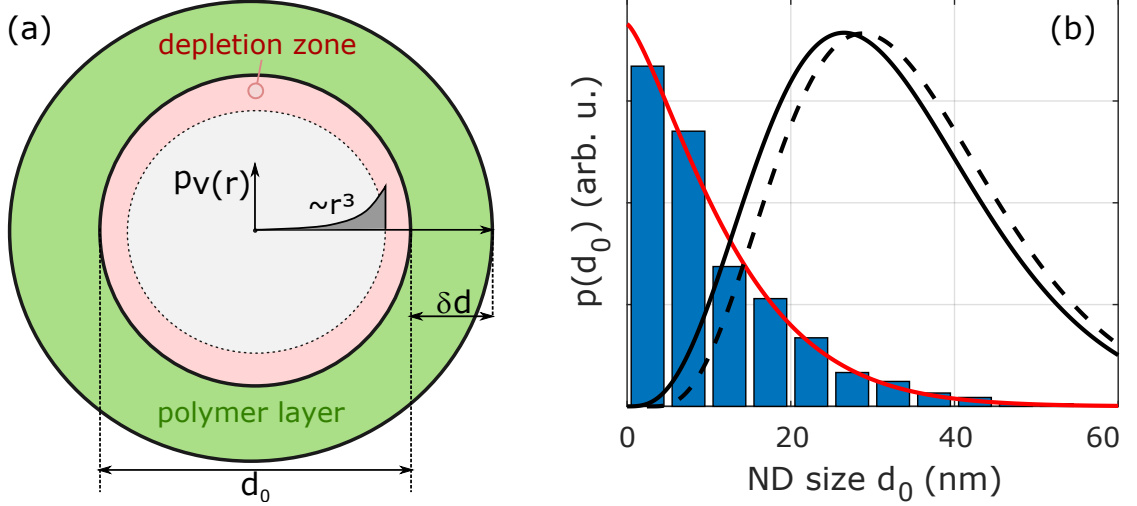 (a)
depletion zone
pv(r)
~r³
δd
polymer layer
d₀
(b)
p(d₀) (arb. u.)
0 20 40 60
ND size d₀ (nm)